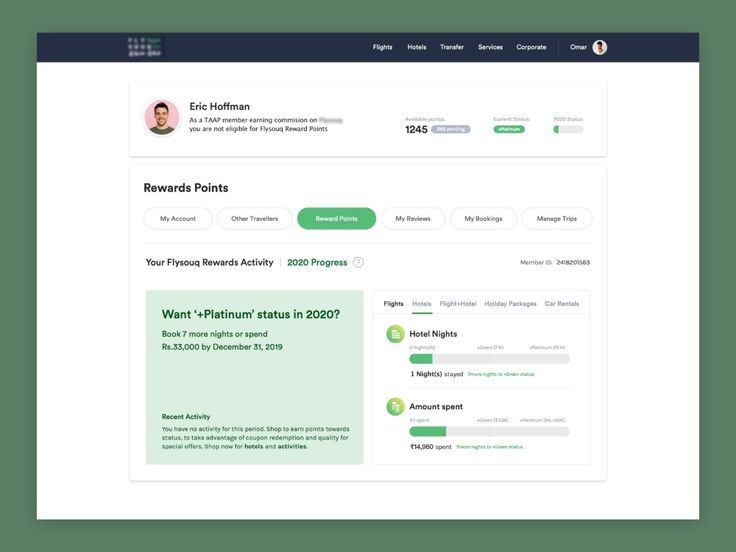 Flights Hotels Transfer Services Corporate Omar
Eric Hoffman
As a TAAP member earning commision on
you are not eligible for Flysouq Reward Points
Available points: Current Status: 2020 Status
1245 242 pending +Platinum
Rewards Points
My Account Other Travellers Reward Points My Reviews My Bookings Manage Trips
Your Flysouq Rewards Activity | 2020 Progress ?
Member ID: 2418201563
Want ‘+Platinum’ status in 2020?
Book 7 more nights or spend
Rs.33,000 by December 31, 2019
Recent Activity
You have no activity for this period. Shop to earn points towards
status, to take advantage of coupon redemption and quality for
special offers. Shop now for hotels and activities.
Flights Hotels Flight+Hotel Holiday Packages Car Rentals
Hotel Nights
0 Nights(N) +Green (7 N) +Platinum (15 N)
1 Night(s) stayed 7more nights to +Green status
Amount spent
₹0 spent +Green (₹33K) +Platinum (Rs. +50K)
₹14,960 spent 7more nights to +Green status